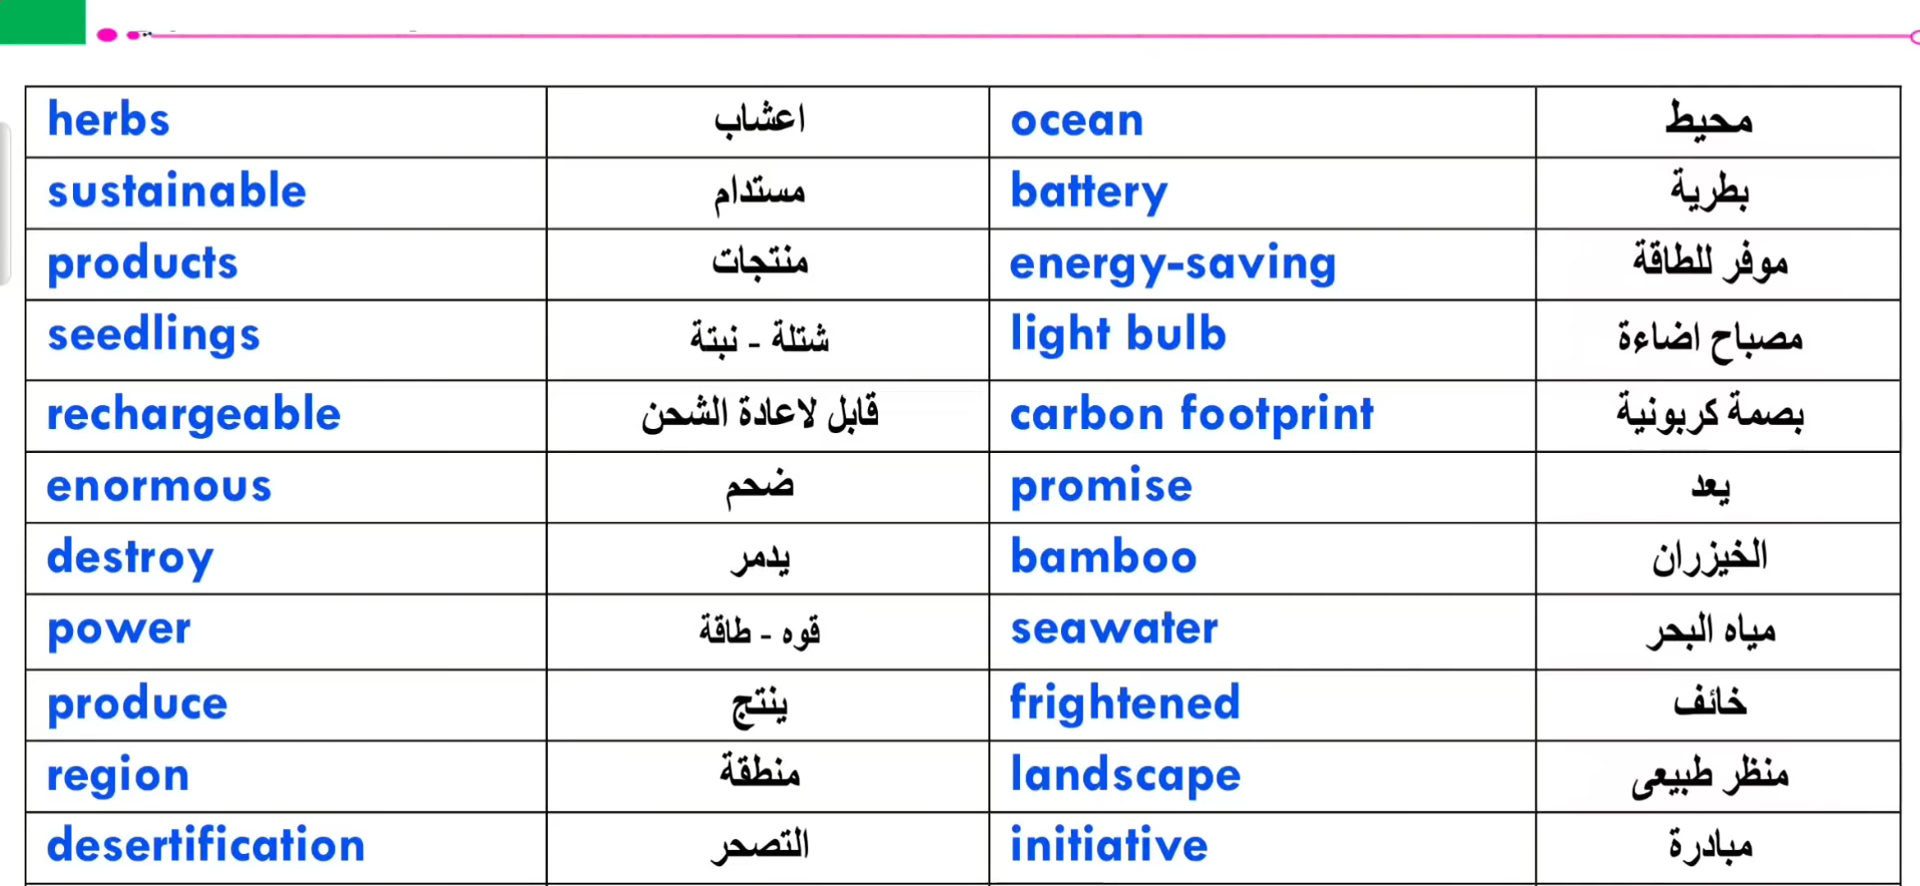 herbs اعشاب ocean محيط
sustainable مستدام battery بطرية
products منتجات energy-saving موفر للطاقة
seedlings شتلة - نبتة light bulb مصباح اضاءة
rechargeable قابل لاعادة الشحن carbon footprint بصمة كربونية
enormous ضحم promise يعد
destroy يدمر bamboo الخيزران
power قوه - طاقة seawater مياه البحر
produce ينتج frightened خائف
region منطقة landscape منظر طبيعى
desertification التصحر initiative مبادرة